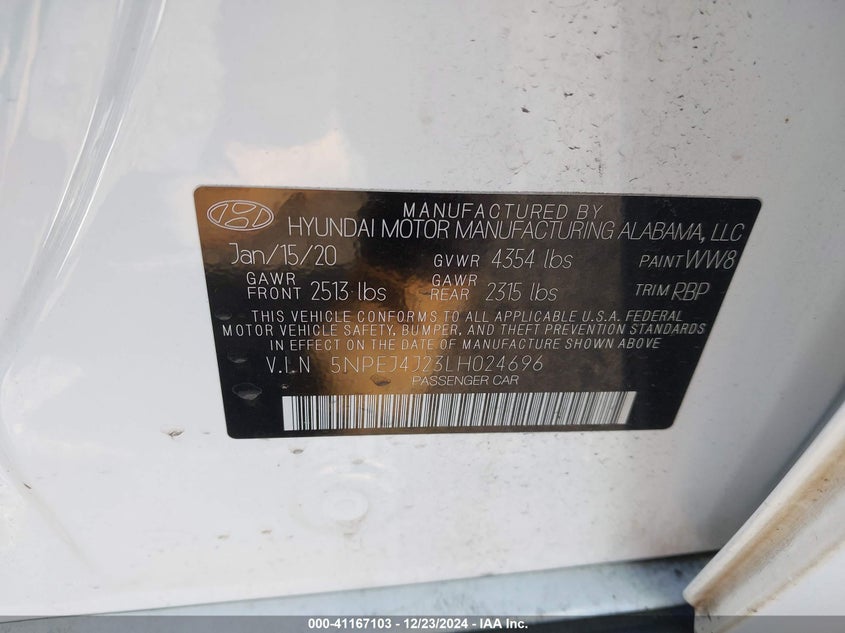 MANUFACTURED BY
HYUNDAI MOTOR MANUFACTURING ALABAMA, LLC
Jan/15/20 GVWR 4354 lbs PAINT WW8
GAWR FRONT 2513 lbs GAWR REAR 2315 lbs TRIM RBP
THIS VEHICLE CONFORMS TO ALL APPLICABLE U.S.A. FEDERAL
MOTOR VEHICLE SAFETY, BUMPER, AND THEFT PREVENTION STANDARDS
IN EFFECT ON THE DATE OF MANUFACTURE SHOWN ABOVE
V.I.N 5NPEJ4J23LH024696
PASSENGER CAR
000-41167103 - 12/23/2024 - IAA Inc.